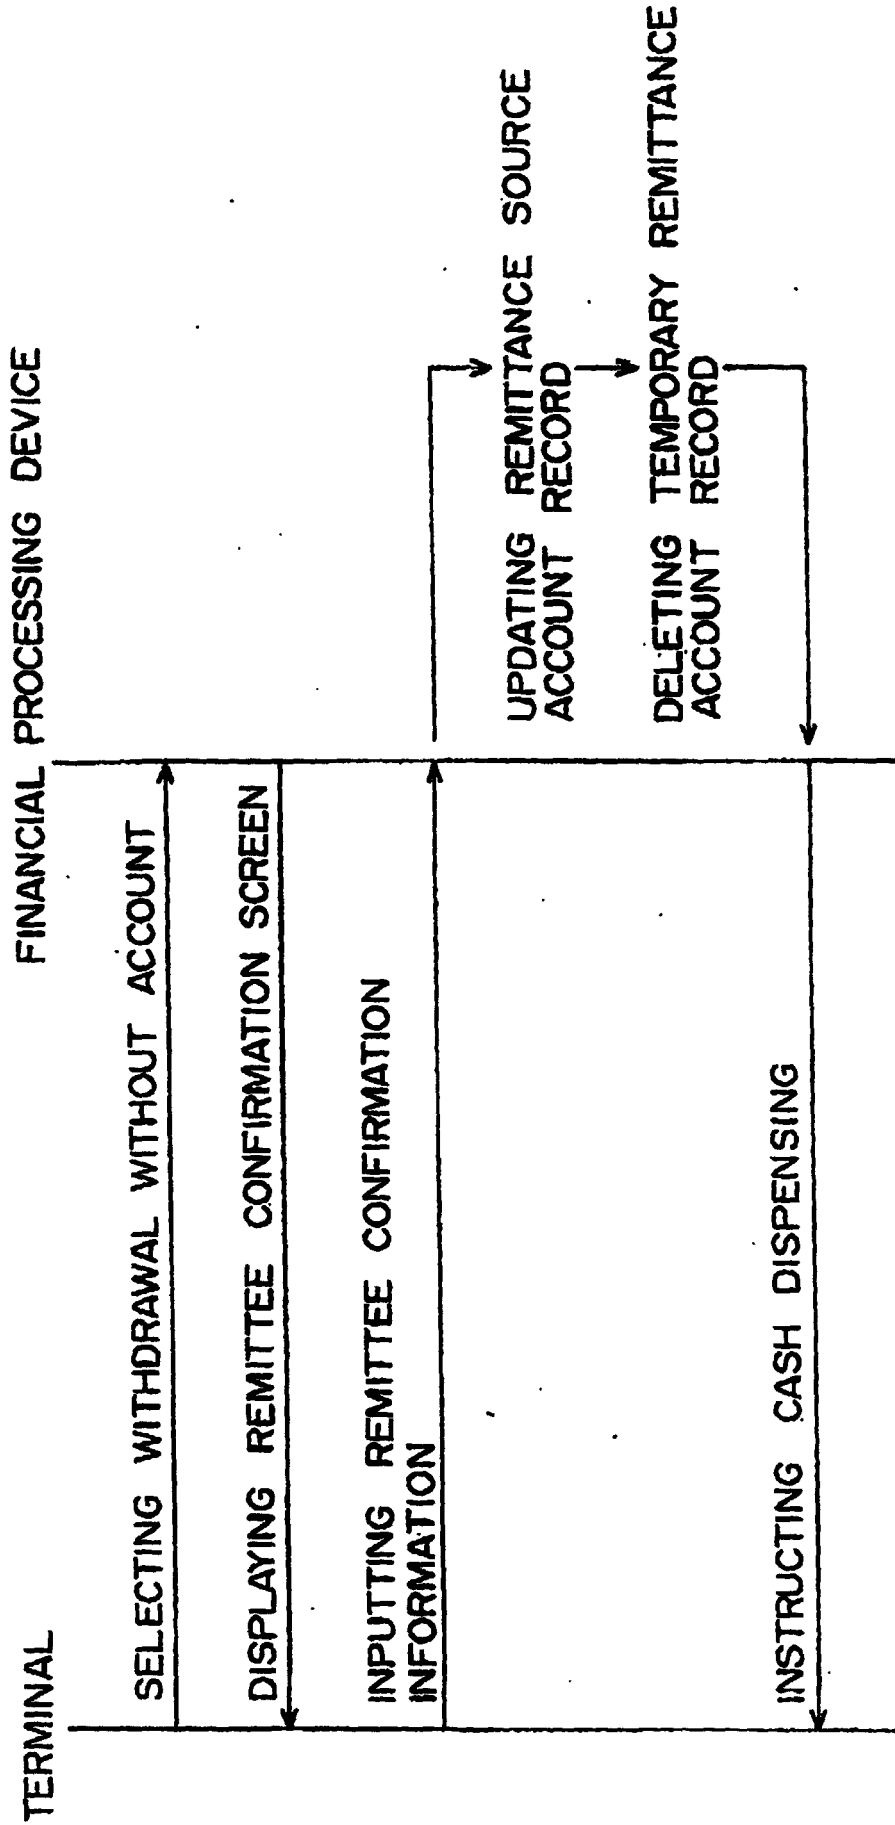 TERMINAL
FINANCIAL PROCESSING DEVICE
SELECTING WITHDRAWAL WITHOUT ACCOUNT
DISPLAYING REMITTEE CONFIRMATION SCREEN
INPUTTING REMITTEE CONFIRMATION
INFORMATION
UPDATING REMITTANCE SOURCE
ACCOUNT RECORD
DELETING TEMPORARY REMITTANCE
ACCOUNT RECORD
INSTRUCTING CASH DISPENSING